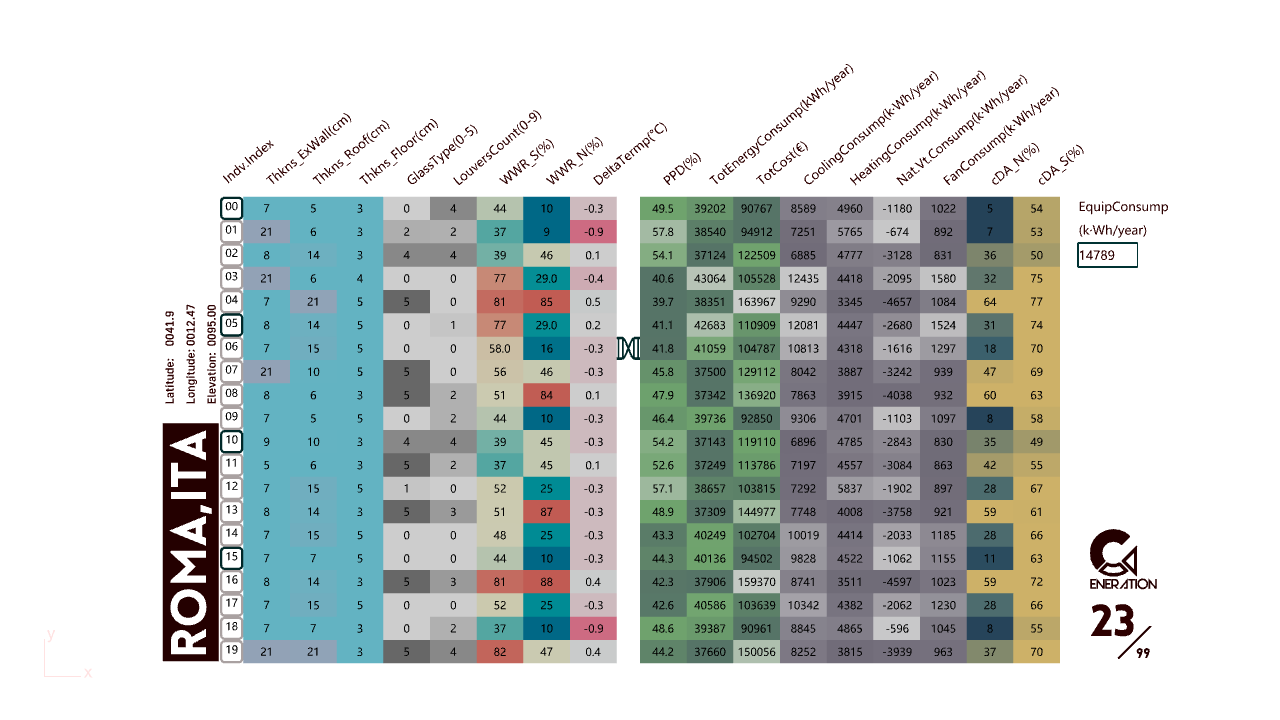 Indv.Index Thkns_ExWall(cm) Thkns_Roof(cm) Thkns_Floor(cm) GlassType(0-5) LouversCount(0-9) WWR_S(%) WWR_N(%) DeltaTermp(°C) PPD(%) TotEnergyConsump(kWh/year) TotCost(€) CoolingConsump(k·Wh/year) HeatingConsump(k·Wh/year) Nat.Vt.Consump(k·Wh/year) FanConsump(k·Wh/year) cDA_N(%) cDA_S(%)
00 7 5 3 0 4 44 10 -0.3 49.5 39202 90767 8589 4960 -1180 1022 5 54
01 21 6 3 2 2 37 9 -0.9 57.8 38540 94912 7251 5765 -674 892 7 53
02 8 14 3 4 4 39 46 0.1 54.1 37124 122509 6885 4777 -3128 831 36 50
03 21 6 4 0 0 77 29.0 -0.4 40.6 43064 105528 12435 4418 -2095 1580 32 75
04 7 21 5 5 0 81 85 0.5 39.7 38351 163967 9290 3345 -4657 1084 64 77
05 8 14 5 0 1 77 29.0 0.2 41.1 42683 110909 12081 4447 -2680 1524 31 74
06 7 15 5 0 0 58.0 16 -0.3 41.8 41059 104787 10813 4318 -1616 1297 18 70
07 21 10 5 5 0 56 46 -0.3 45.8 37500 129112 8042 3887 -3242 939 47 69
08 8 6 3 5 2 51 84 0.1 47.9 37342 136920 7863 3915 -4038 932 60 63
09 7 5 5 0 2 44 10 -0.3 46.4 39736 92850 9306 4701 -1103 1097 8 58
10 9 10 3 4 4 39 45 -0.3 54.2 37143 119110 6896 4785 -2843 830 35 49
11 5 6 3 5 2 37 45 0.1 52.6 37249 113786 7197 4557 -3084 863 42 55
12 7 15 5 1 0 52 25 -0.3 57.1 38657 103815 7292 5837 -1902 897 28 67
13 8 14 5 5 3 51 87 -0.3 48.9 37309 144977 7748 4008 -3758 921 59 61
14 7 15 5 0 0 48 25 -0.3 43.3 40249 102704 10019 4414 -2033 1185 28 66
15 7 7 5 0 0 44 10 -0.3 44.3 40136 94502 9828 4522 -1062 1155 11 63
16 8 14 3 5 3 81 88 0.4 42.3 37906 159370 8741 3511 -4597 1023 59 72
17 7 15 5 0 0 52 25 -0.3 42.6 40586 103639 10342 4382 -2062 1230 28 66
18 7 7 3 0 2 37 10 -0.9 48.6 39387 90961 8845 4865 -596 1045 8 55
19 21 21 3 5 4 82 47 0.4 44.2 37660 150056 8252 3815 -3939 963 37 70
Latitude: 0041.9
Longitude: 0012.47
Elevation: 0095.00
ROMA,ITA
EquipConsump
(k·Wh/year)
14789
ENERATION
23/99
y
x